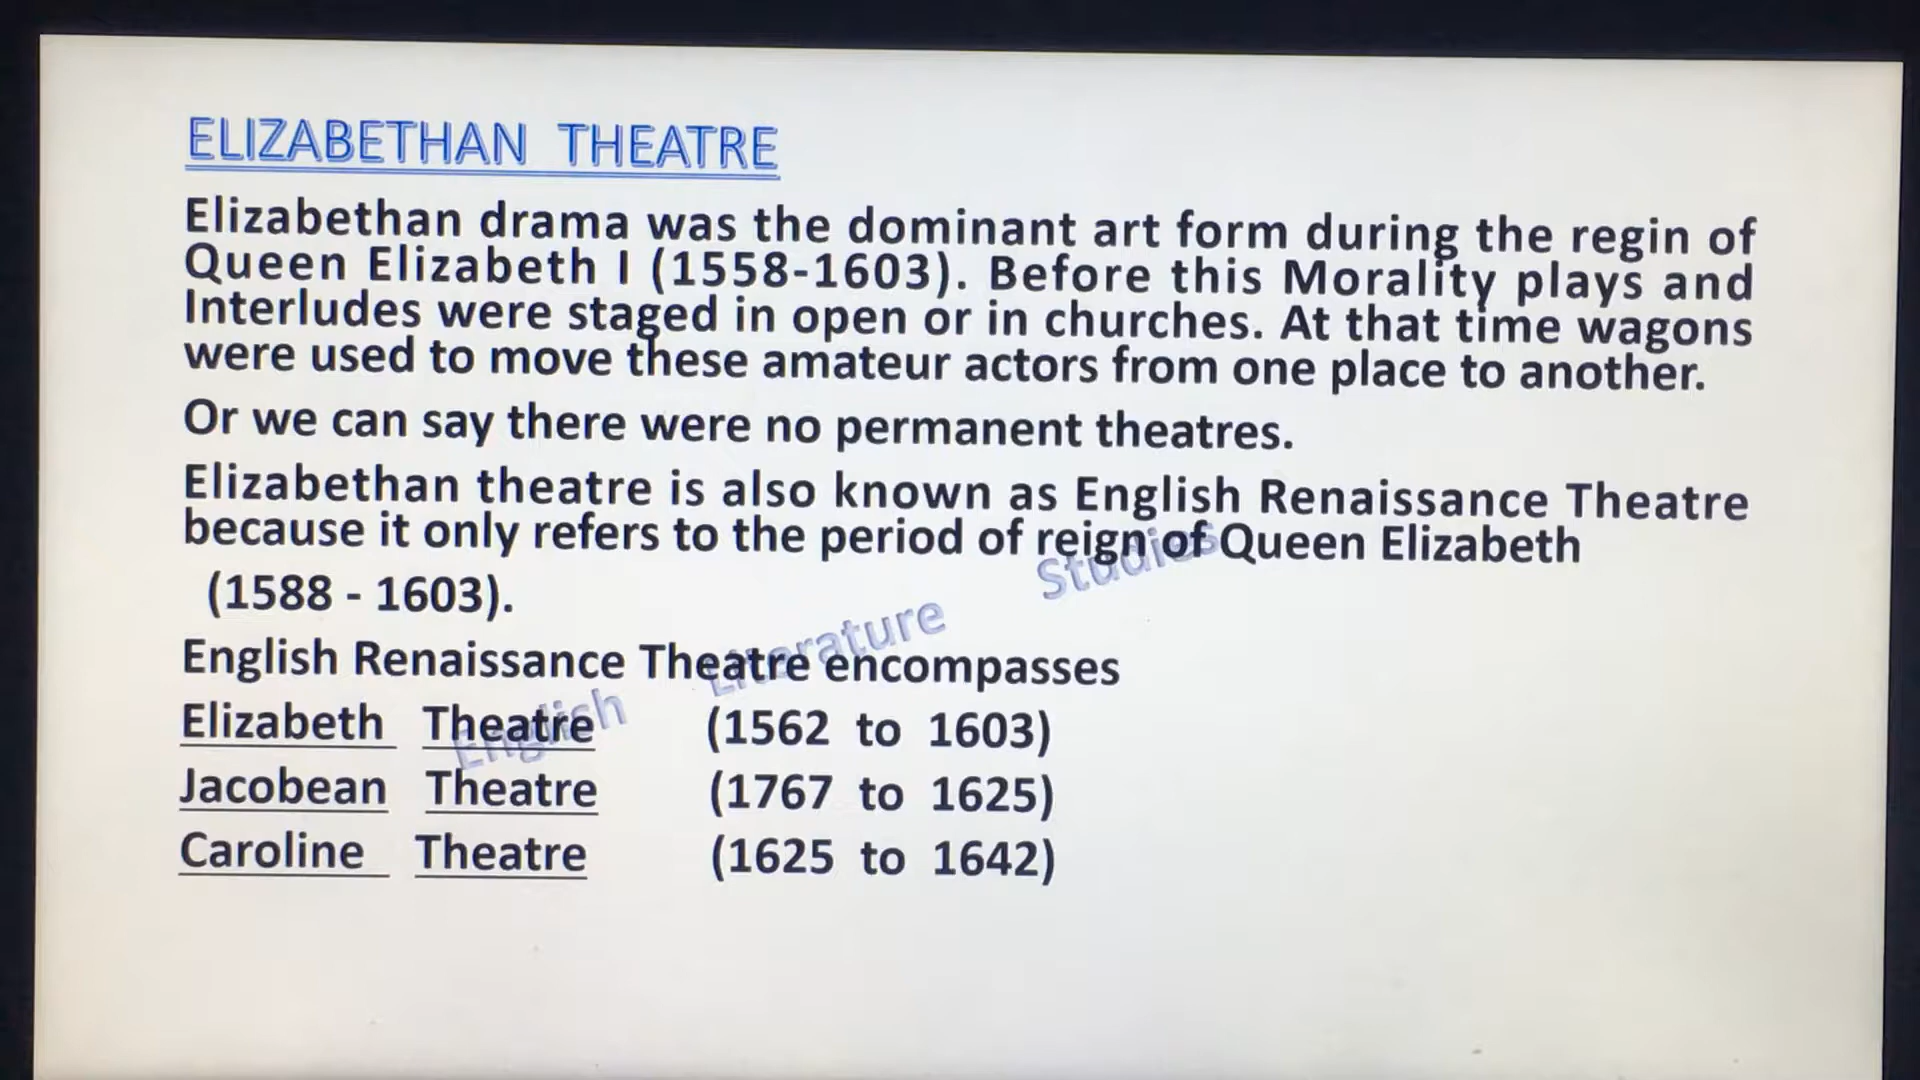 ELIZABETHAN THEATRE
Elizabethan drama was the dominant art form during the regin of
Queen Elizabeth I (1558-1603). Before this Morality plays and
Interludes were staged in open or in churches. At that time wagons
were used to move these amateur actors from one place to another.
Or we can say there were no permanent theatres.
Elizabethan theatre is also known as English Renaissance Theatre
because it only refers to the period of reign of Queen Elizabeth
(1588 - 1603).
English Renaissance Theatre encompasses
Elizabeth Theatre (1562 to 1603)
Jacobean Theatre (1767 to 1625)
Caroline Theatre (1625 to 1642)
English Literature Studies